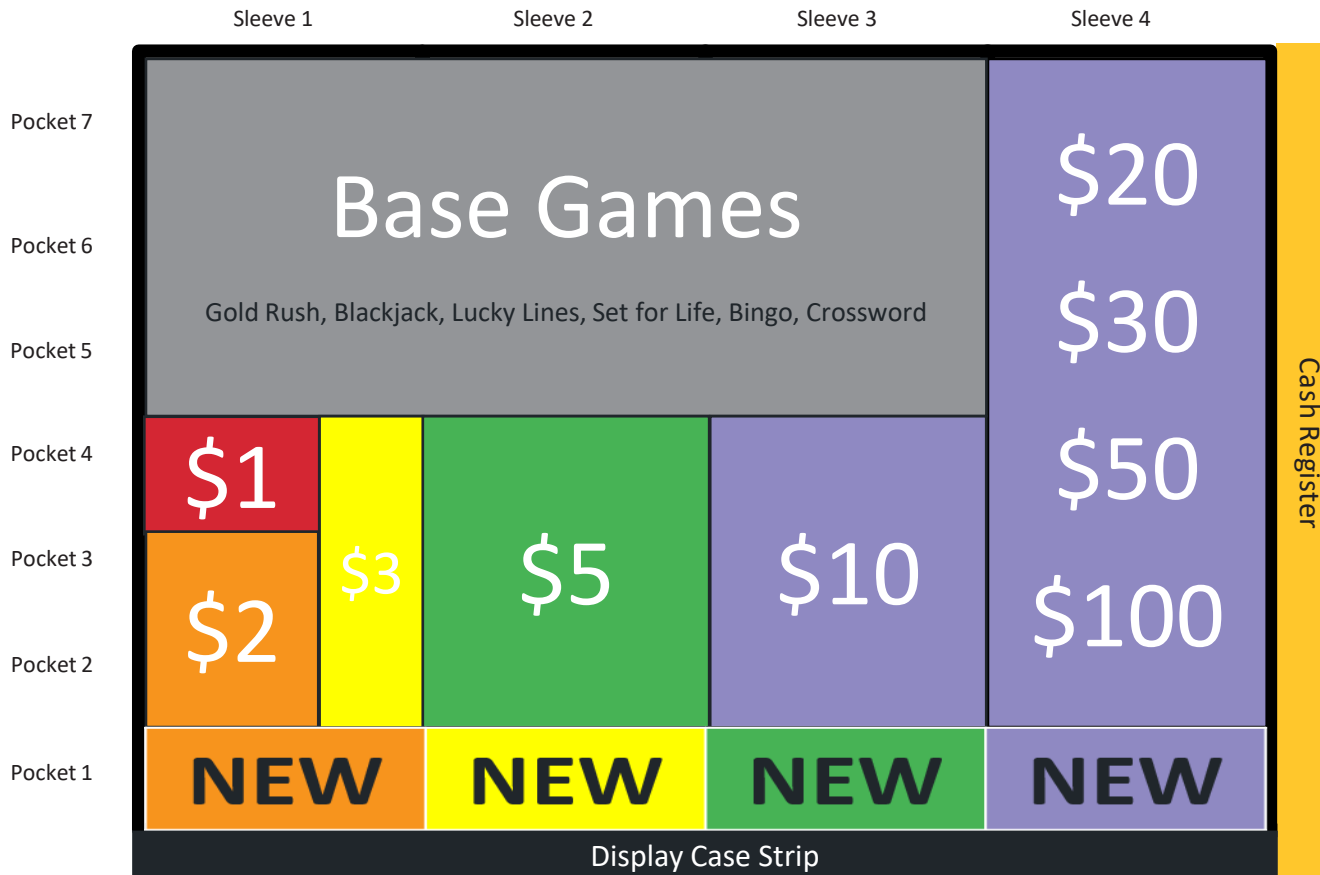 Sleeve 1 Sleeve 2 Sleeve 3 Sleeve 4
Pocket 7
$20
Base Games
Pocket 6
Gold Rush, Blackjack, Lucky Lines, Set for Life, Bingo, Crossword
$30
Pocket 5
Cash Register
Pocket 4
$1
$50
Pocket 3
$3
$5
$10
$100
$2
Pocket 2
Pocket 1
NEW NEW NEW NEW
Display Case Strip